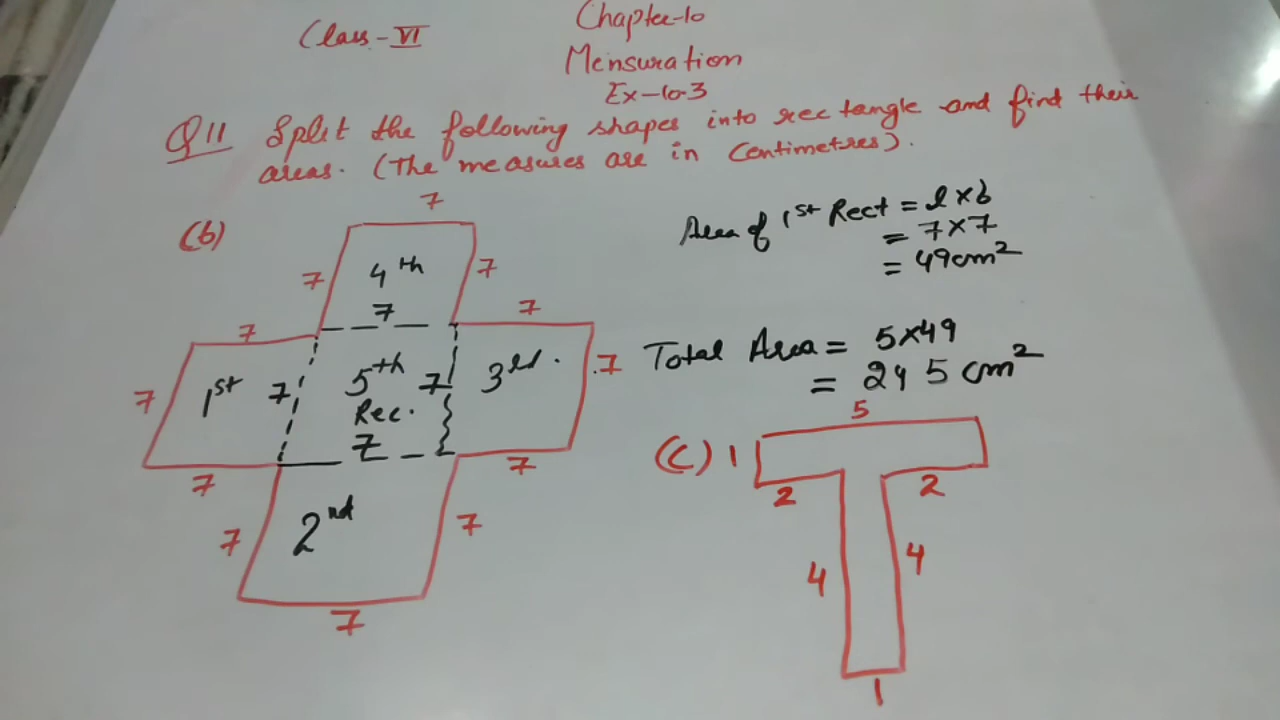 Class - VI
Chapter-10
Mensuration
Ex-10.3
Q11 Split the following shapes into rectangle and find their
areas. (The measures are in Centimetres).
(b)
7
7
4th
7
7
7
7
7
1st
7
5th
Rec.
7
7
3rd.
7
7
7
7
2nd
7
7
Area of 1st Rect = l×b
= 7×7
= 49cm²
Total Area = 5×49
= 245 cm²
(C)
5
1
2
2
4
4
1